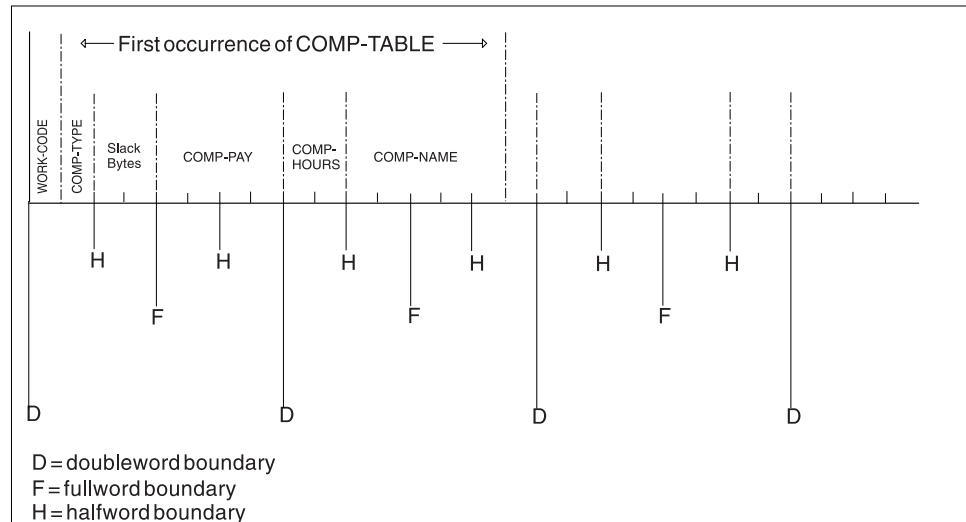 First occurrence of COMP-TABLE
WORK-CODE
COMP-TYPE
Slack
Bytes
COMP-PAY
COMP-
HOURS
COMP-NAME
H
H
H
H
H
H
F
F
F
D
D
D
D
D = doubleword boundary
F = fullword boundary
H = halfword boundary